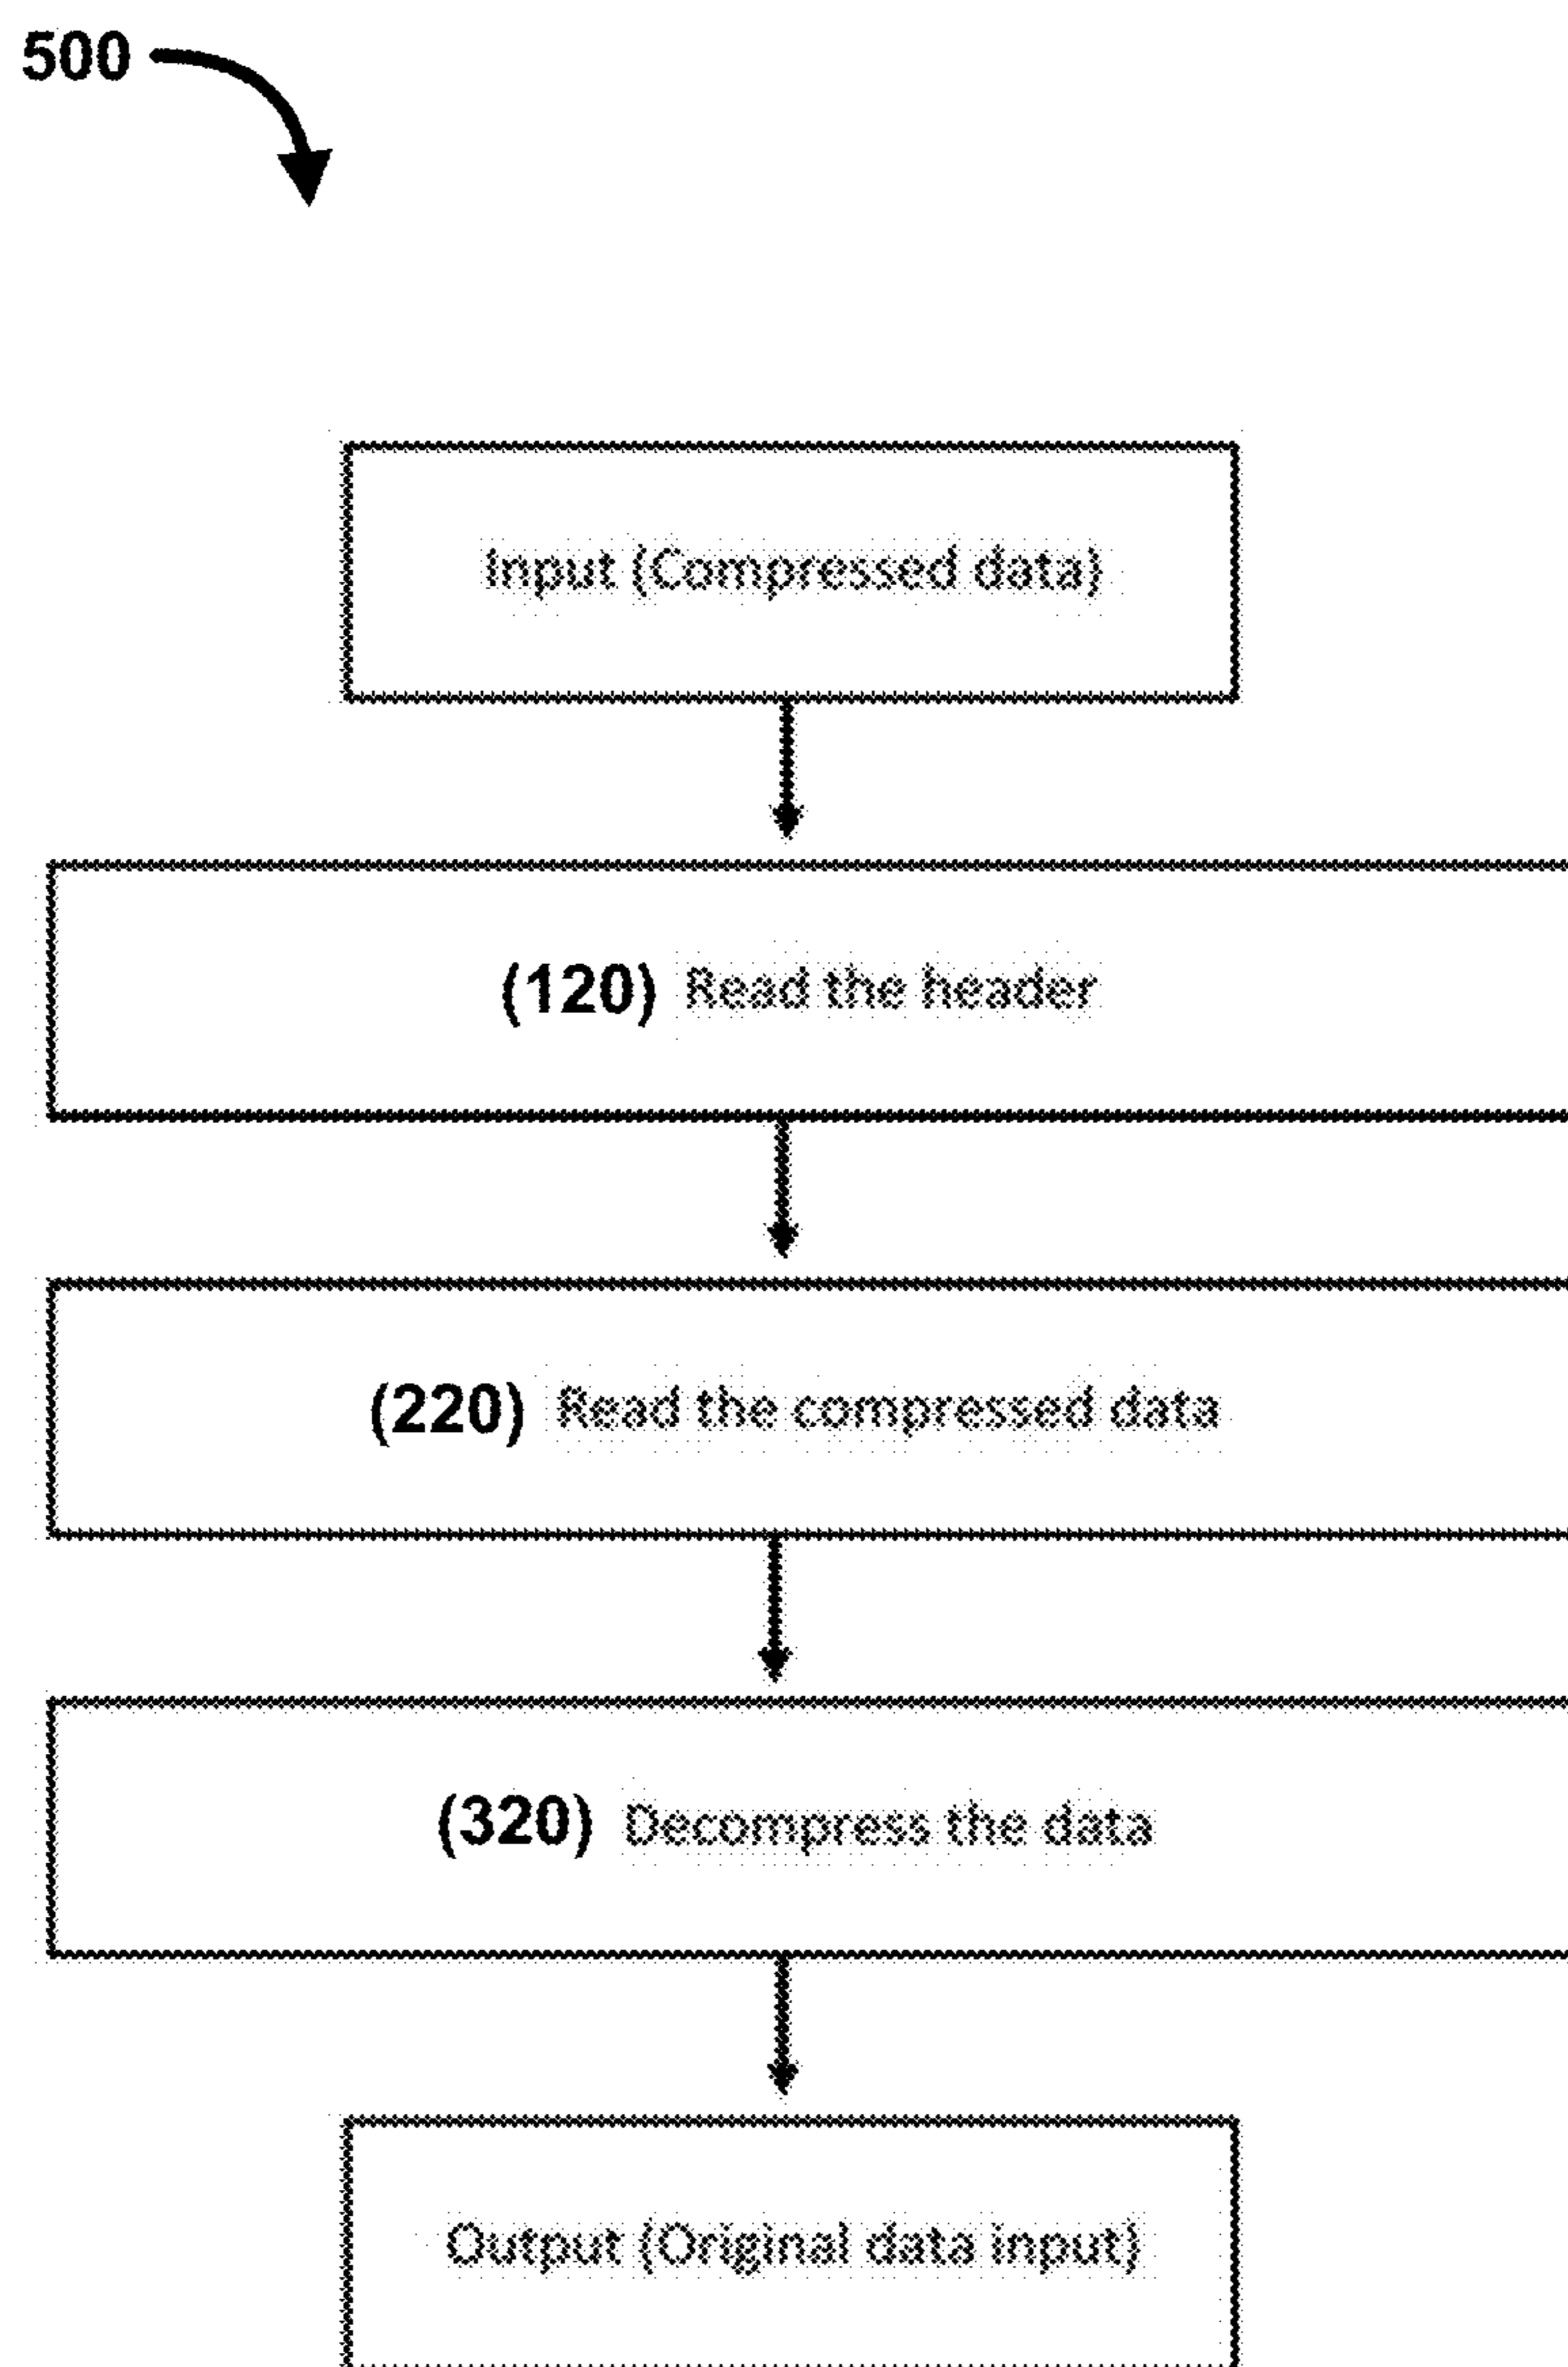 500
Input (Compressed data)
(120) Read the header
(220) Read the compressed data
(320) Decompress the data
Output (Original data input)